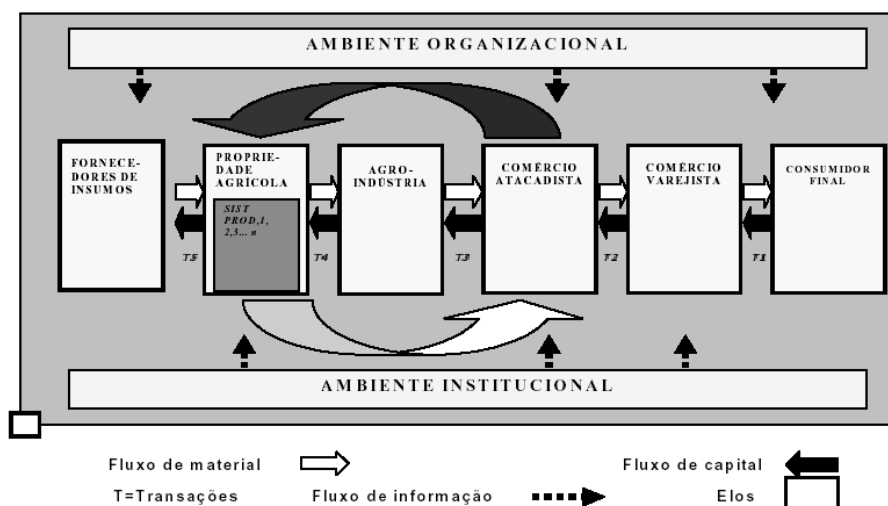 AMBIENTE ORGANIZACIONAL
FORNECE-
DORES DE
INSUMOS
PROPRIE-
DADE
AGRÍCOLA
SIST
PROD,1,
2,3... n
AGRO-
INDÚSTRIA
COMÉRCIO
ATACADISTA
COMÉRCIO
VAREJISTA
CONSUMIDOR
FINAL
T5
T4
T3
T2
T1
AMBIENTE INSTITUCIONAL
Fluxo de material
Fluxo de capital
T=Transações
Fluxo de informação
Elos